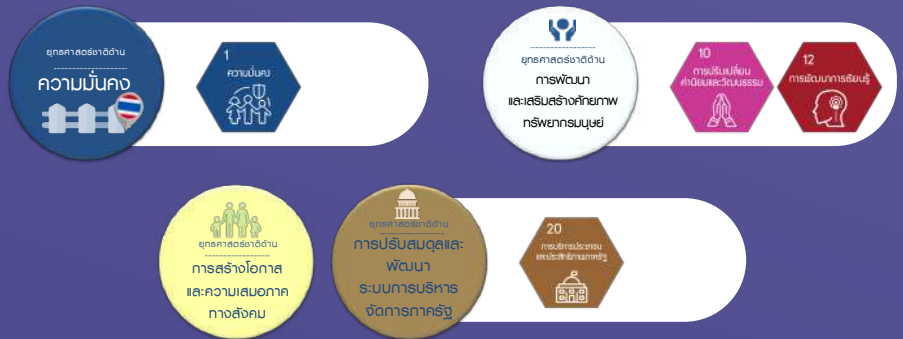 ยุทธศาสตร์ชาติด้าน
ความมั่นคง
1
ความมั่นคง
ยุทธศาสตร์ชาติด้าน
การพัฒนา
และเสริมสร้างศักยภาพ
ทรัพยากรมนุษย์
10
การปรับเปลี่ยน
ค่านิยมและวัฒนธรรม
12
การพัฒนาการเรียนรู้
ยุทธศาสตร์ชาติด้าน
การสร้างโอกาส
และความเสมอภาค
ทางสังคม
ยุทธศาสตร์ชาติด้าน
การปรับสมดุลและ
พัฒนา
ระบบการบริหาร
จัดการภาครัฐ
20
การบริการประชาชน
และประสิทธิภาพภาครัฐ